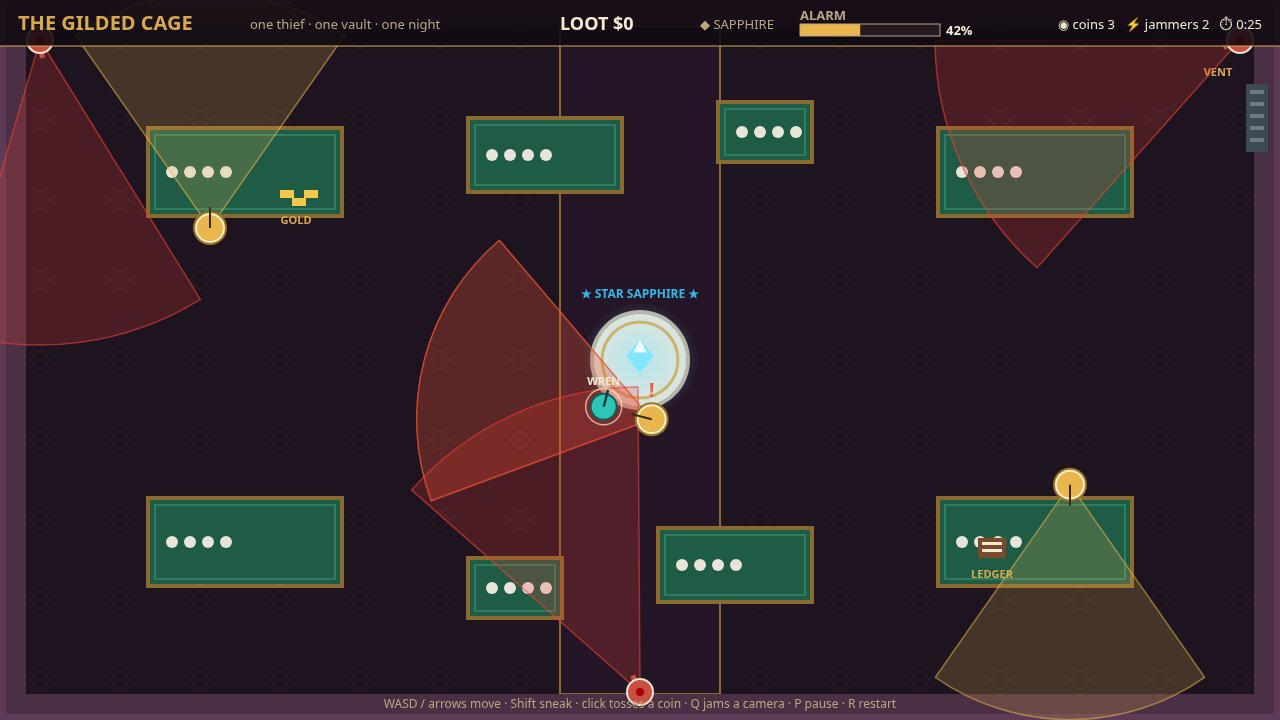 THE GILDED CAGE
one thief · one vault · one night
LOOT $0
◆ SAPPHIRE
ALARM
42%
◉ coins 3
⚡ jammers 2
⏱ 0:25
VENT
GOLD
★ STAR SAPPHIRE ★
WREN
!
LEDGER
WASD / arrows move · Shift sneak · click tosses a coin · Q jams a camera · P pause · R restart